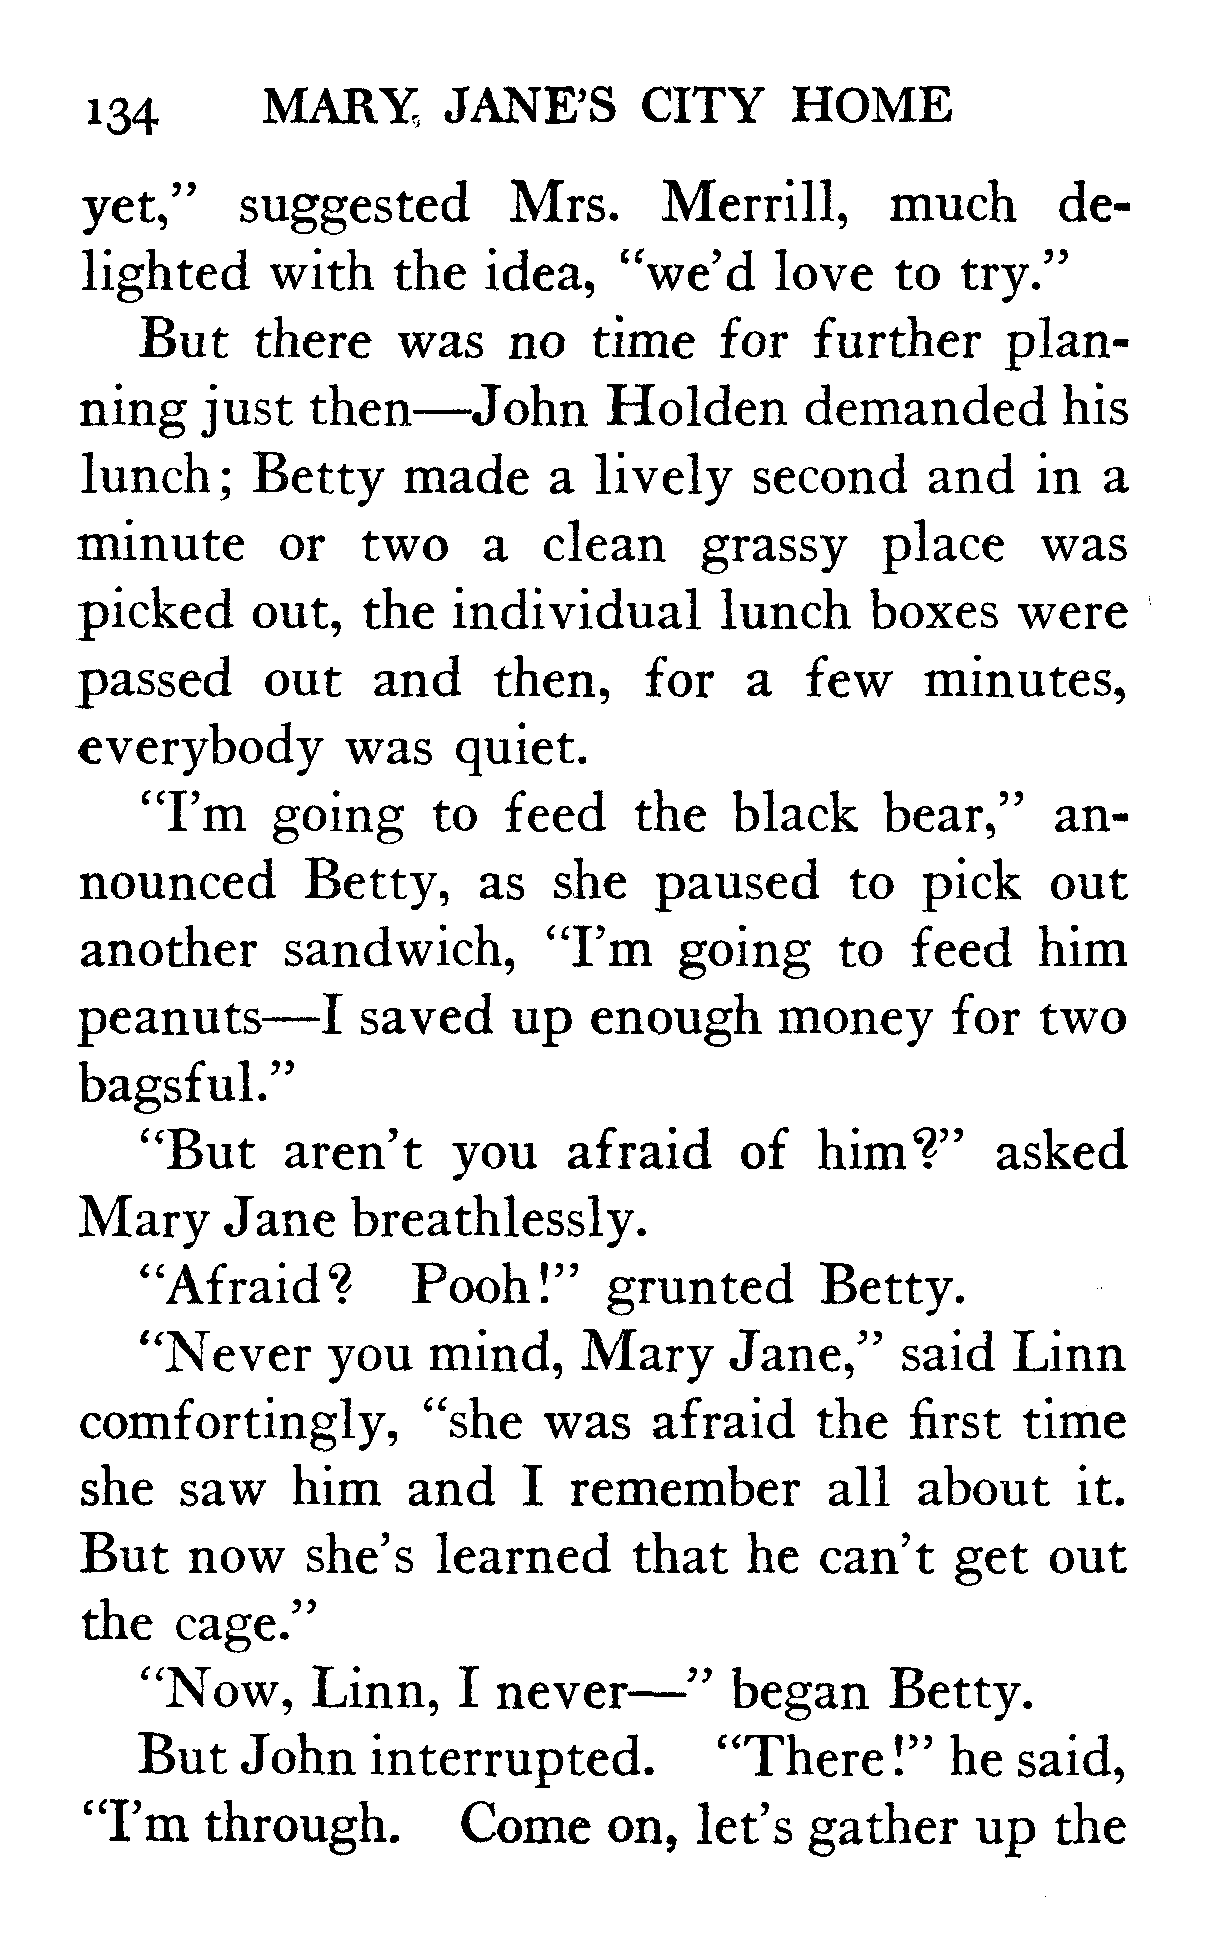 134 MARY JANE'S CITY HOME
yet,” suggested Mrs. Merrill, much de-
lighted with the idea, “we’d love to try.”
But there was no time for further plan-
ning just then—John Holden demanded his
lunch; Betty made a lively second and in a
minute or two a clean grassy place was
picked out, the individual lunch boxes were
passed out and then, for a few minutes,
everybody was quiet.
“I’m going to feed the black bear,” an-
nounced Betty, as she paused to pick out
another sandwich, “I’m going to feed him
peanuts—I saved up enough money for two
bagsful.”
“But aren’t you afraid of him?” asked
Mary Jane breathlessly.
“Afraid? Pooh!” grunted Betty.
“Never you mind, Mary Jane,” said Linn
comfortingly, “she was afraid the first time
she saw him and I remember all about it.
But now she’s learned that he can’t get out
the cage.”
“Now, Linn, I never—” began Betty.
But John interrupted. “There!” he said,
“I’m through. Come on, let’s gather up the